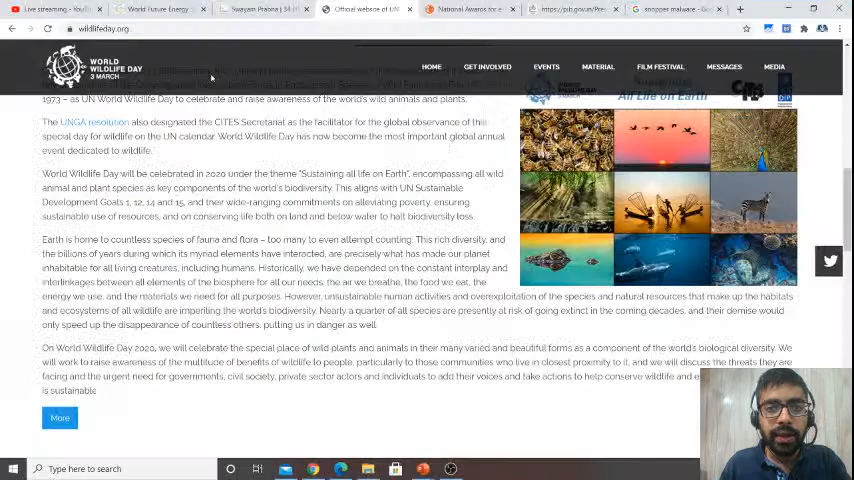 Live streaming - YouTu
World Future Energy
Swayam Prabha | 34 D
Official website of UN
National Awards for e-
https://pib.gov.in/Pres
snopper malware - Goo
wildlifeday.org
WORLD
WILDLIFE DAY
3 MARCH
HOME
GET INVOLVED
EVENTS
MATERIAL
FILM FESTIVAL
MESSAGES
MEDIA
1973 – as UN World Wildlife Day to celebrate and raise awareness of the world's wild animals and plants.
All Life on Earth
The UNGA resolution also designated the CITES Secretariat as the facilitator for the global observance of this
special day for wildlife on the UN calendar. World Wildlife Day has now become the most important global annual
event dedicated to wildlife.
World Wildlife Day will be celebrated in 2020 under the theme "Sustaining all life on Earth", encompassing all wild
animal and plant species as key components of the world's biodiversity. This aligns with UN Sustainable
Development Goals 1, 12, 14 and 15, and their wide-ranging commitments on alleviating poverty, ensuring
sustainable use of resources, and on conserving life both on land and below water to halt biodiversity loss.
Earth is home to countless species of fauna and flora – too many to even attempt counting. This rich diversity, and
the billions of years during which its myriad elements have interacted, are precisely what has made our planet
inhabitable for all living creatures, including humans. Historically, we have depended on the constant interplay and
interlinkages between all elements of the biosphere for all our needs: the air we breathe, the food we eat, the
energy we use, and the materials we need for all purposes. However, unsustainable human activities and overexploitation of the species and natural resources that make up the habitats
and ecosystems of all wildlife are imperiling the world's biodiversity. Nearly a quarter of all species are presently at risk of going extinct in the coming decades, and their demise would
only speed up the disappearance of countless others, putting us in danger as well.
On World Wildlife Day 2020, we will celebrate the special place of wild plants and animals in their many varied and beautiful forms as a component of the world's biological diversity. We
will work to raise awareness of the multitude of benefits of wildlife to people, particularly to those communities who live in closest proximity to it, and we will discuss the threats they are
facing and the urgent need for governments, civil society, private sector actors and individuals to add their voices and take actions to help conserve wildlife and e
is sustainable
More
Type here to search